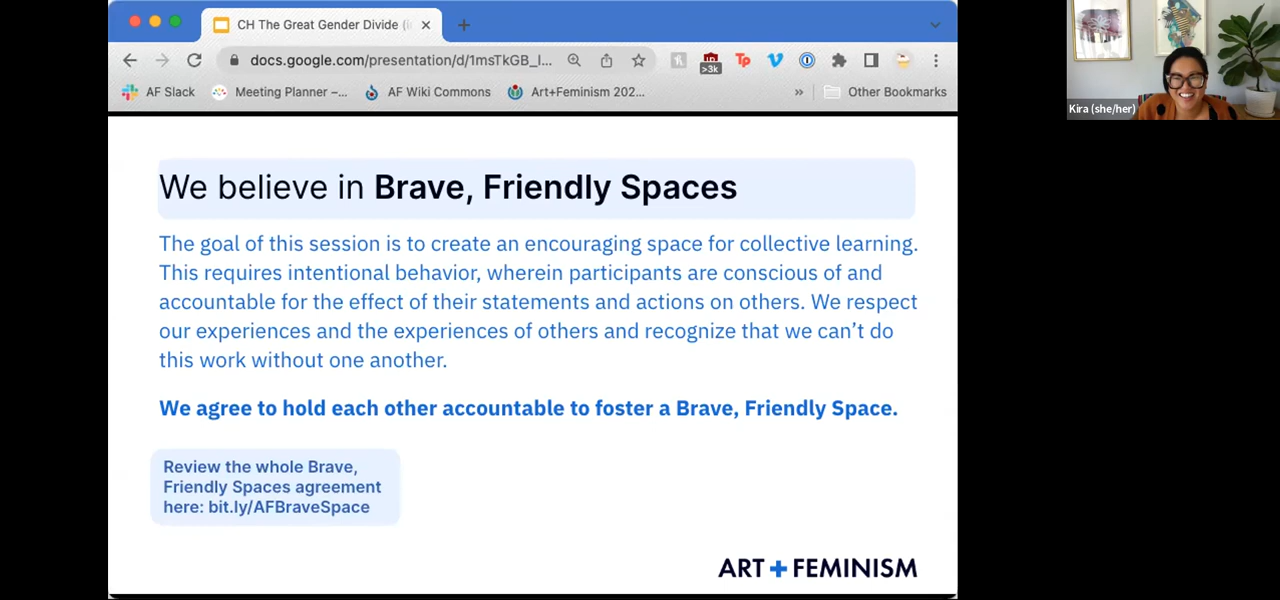 CH The Great Gender Divide
docs.google.com/presentation/d/1msTkGB_I...
>3k
Tp
AF Slack
Meeting Planner –...
AF Wiki Commons
Art+Feminism 202...
»
Other Bookmarks
Kira (she/her)
We believe in Brave, Friendly Spaces
The goal of this session is to create an encouraging space for collective learning.
This requires intentional behavior, wherein participants are conscious of and
accountable for the effect of their statements and actions on others. We respect
our experiences and the experiences of others and recognize that we can’t do
this work without one another.
We agree to hold each other accountable to foster a Brave, Friendly Space.
Review the whole Brave,
Friendly Spaces agreement
here: bit.ly/AFBraveSpace
ART + FEMINISM